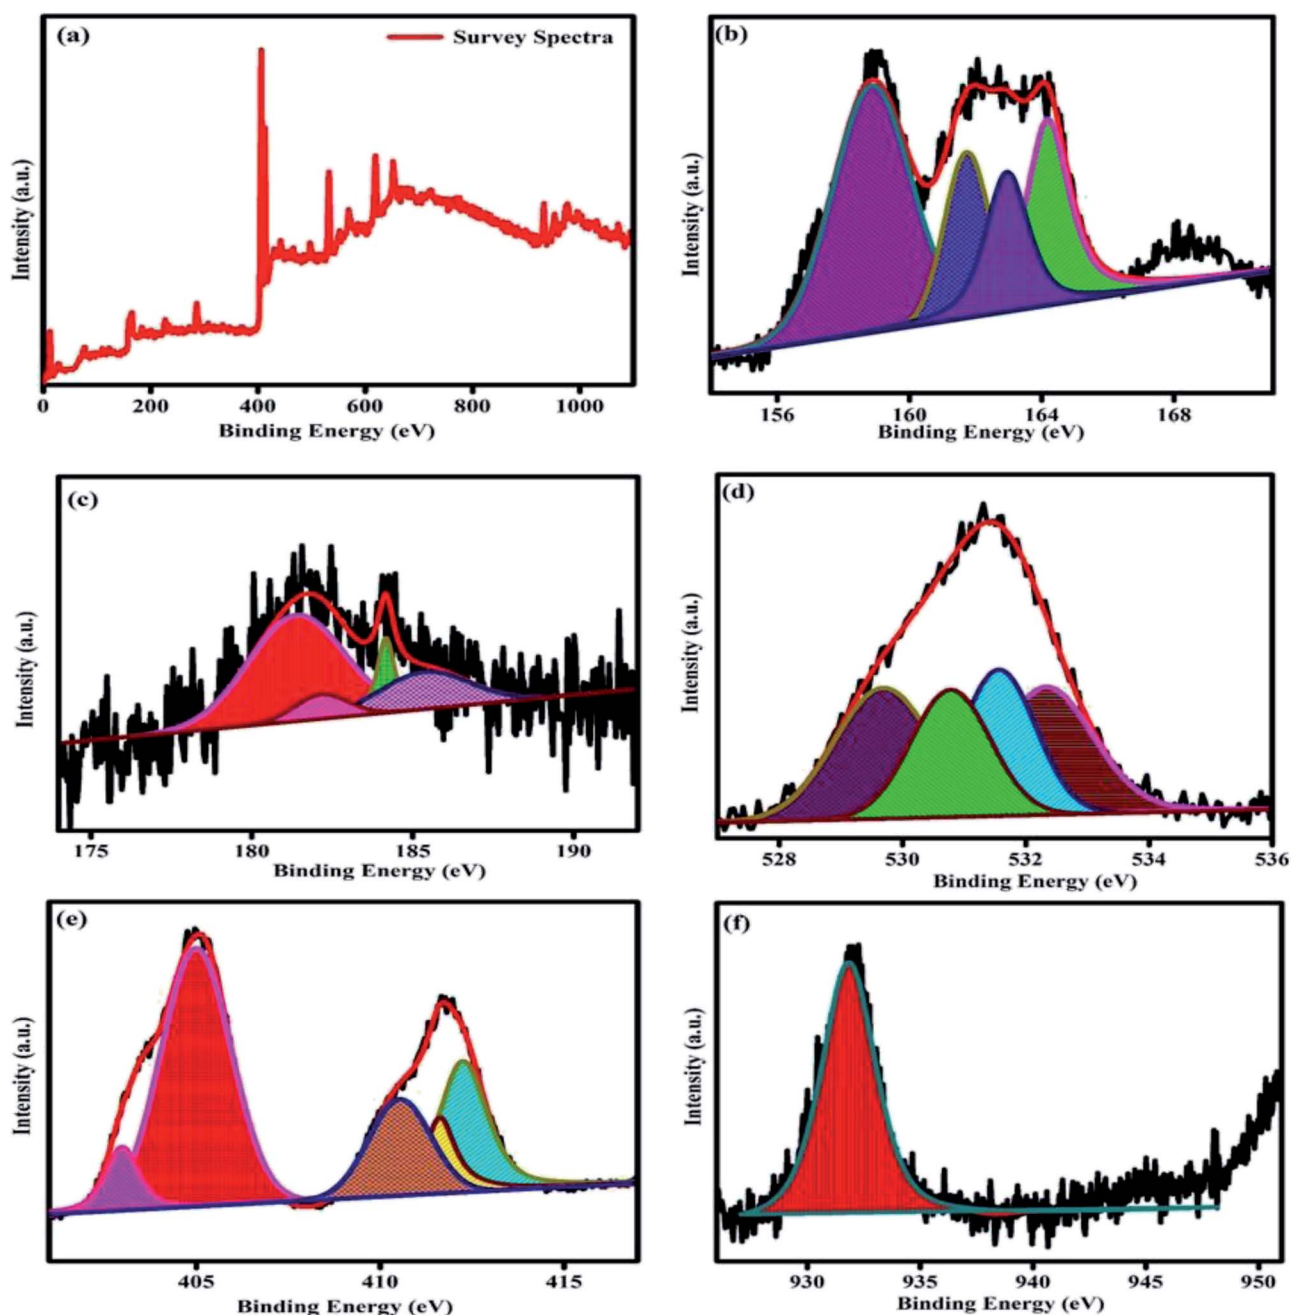 (a)
Survey Spectra
Intensity (a.u.)
0 200 400 600 800 1000
Binding Energy (eV)
(b)
Intensity (a.u.)
156 160 164 168
Binding Energy (eV)
(c)
Intensity (a.u.)
175 180 185 190
Binding Energy (eV)
(d)
Intensity (a.u.)
528 530 532 534 536
Binding Energy (eV)
(e)
Intensity (a.u.)
405 410 415
Binding Energy (eV)
(f)
Intensity (a.u.)
930 935 940 945 950
Binding Energy (eV)